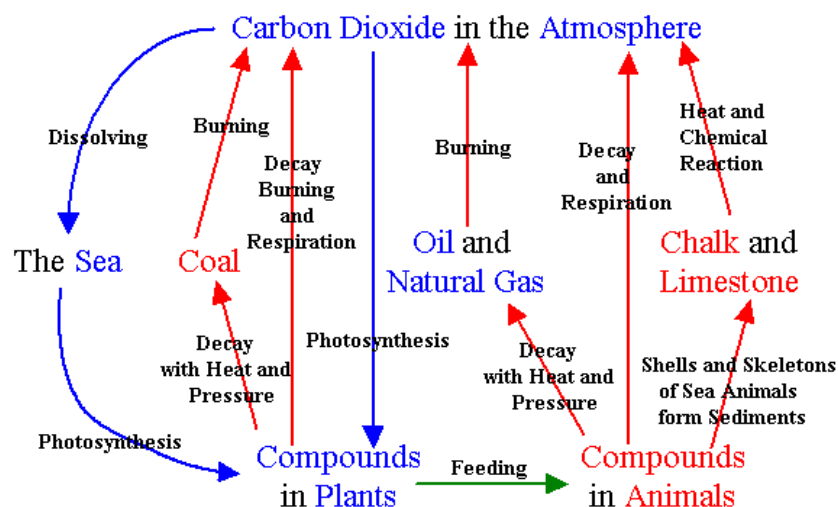 Carbon Dioxide in the Atmosphere
Dissolving
Burning
Decay
Burning
and
Respiration
Burning
Decay
and
Respiration
Heat and
Chemical
Reaction
The Sea
Coal
Oil and
Natural Gas
Chalk and
Limestone
Photosynthesis
Decay
with Heat and
Pressure
Photosynthesis
Decay
with Heat and
Pressure
Shells and Skeletons
of Sea Animals
form Sediments
Compounds
in Plants
Feeding
Compounds
in Animals